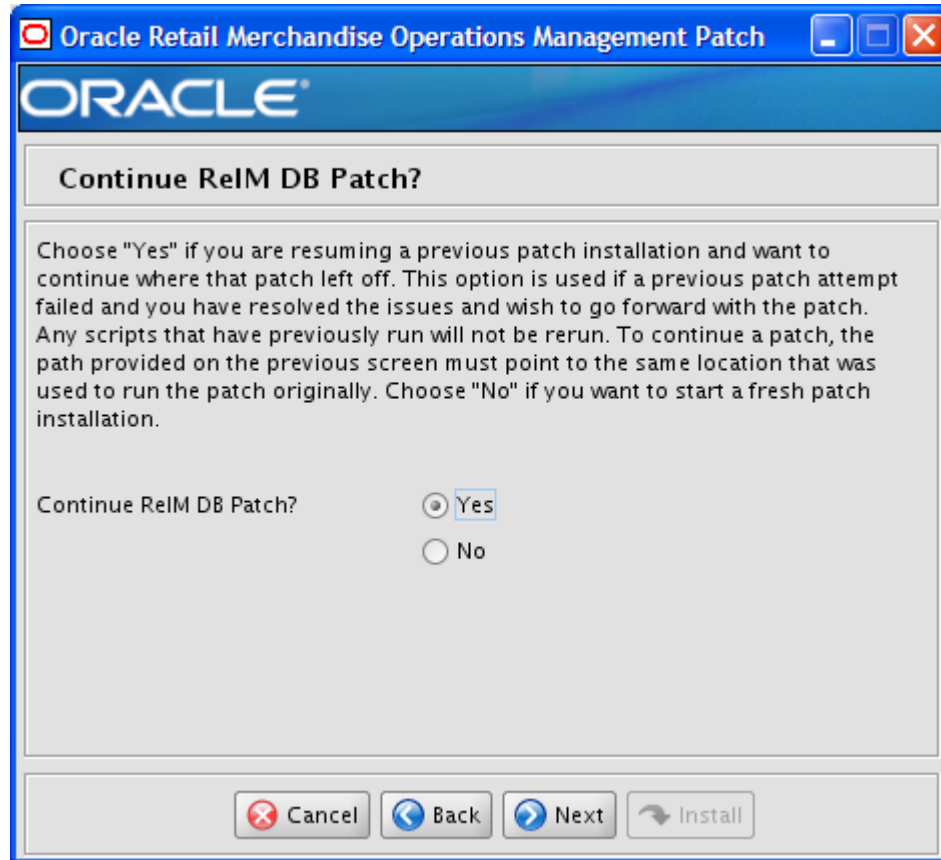 Oracle Retail Merchandise Operations Management Patch
ORACLE
Continue ReIM DB Patch?
Choose "Yes" if you are resuming a previous patch installation and want to
continue where that patch left off. This option is used if a previous patch attempt
failed and you have resolved the issues and wish to go forward with the patch.
Any scripts that have previously run will not be rerun. To continue a patch, the
path provided on the previous screen must point to the same location that was
used to run the patch originally. Choose "No" if you want to start a fresh patch
installation.
Continue ReIM DB Patch?
Yes
No
Cancel
Back
Next
Install